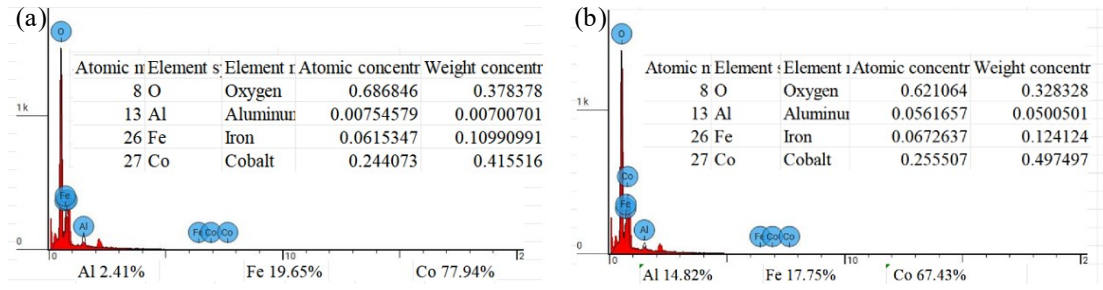 (a)
O
Atomic n Element s Element r Atomic concentr Weight concentr
8 O Oxygen 0.686846 0.378378
13 Al Aluminun 0.00754579 0.00700701
26 Fe Iron 0.0615347 0.10990991
27 Co Cobalt 0.244073 0.415516
1k
Fe
Al
Fe Co Co
0
0 10 2
Al 2.41% Fe 19.65% Co 77.94%
(b)
O
Atomic n Element s Element 1 Atomic concentr Weight concentr
8 O Oxygen 0.621064 0.328328
13 Al Aluminur 0.0561657 0.0500501
26 Fe Iron 0.0672637 0.124124
27 Co Cobalt 0.255507 0.497497
1k
Co
Fe
Al
Fe Co Co
0
0 10 2
Al 14.82% Fe 17.75% Co 67.43%